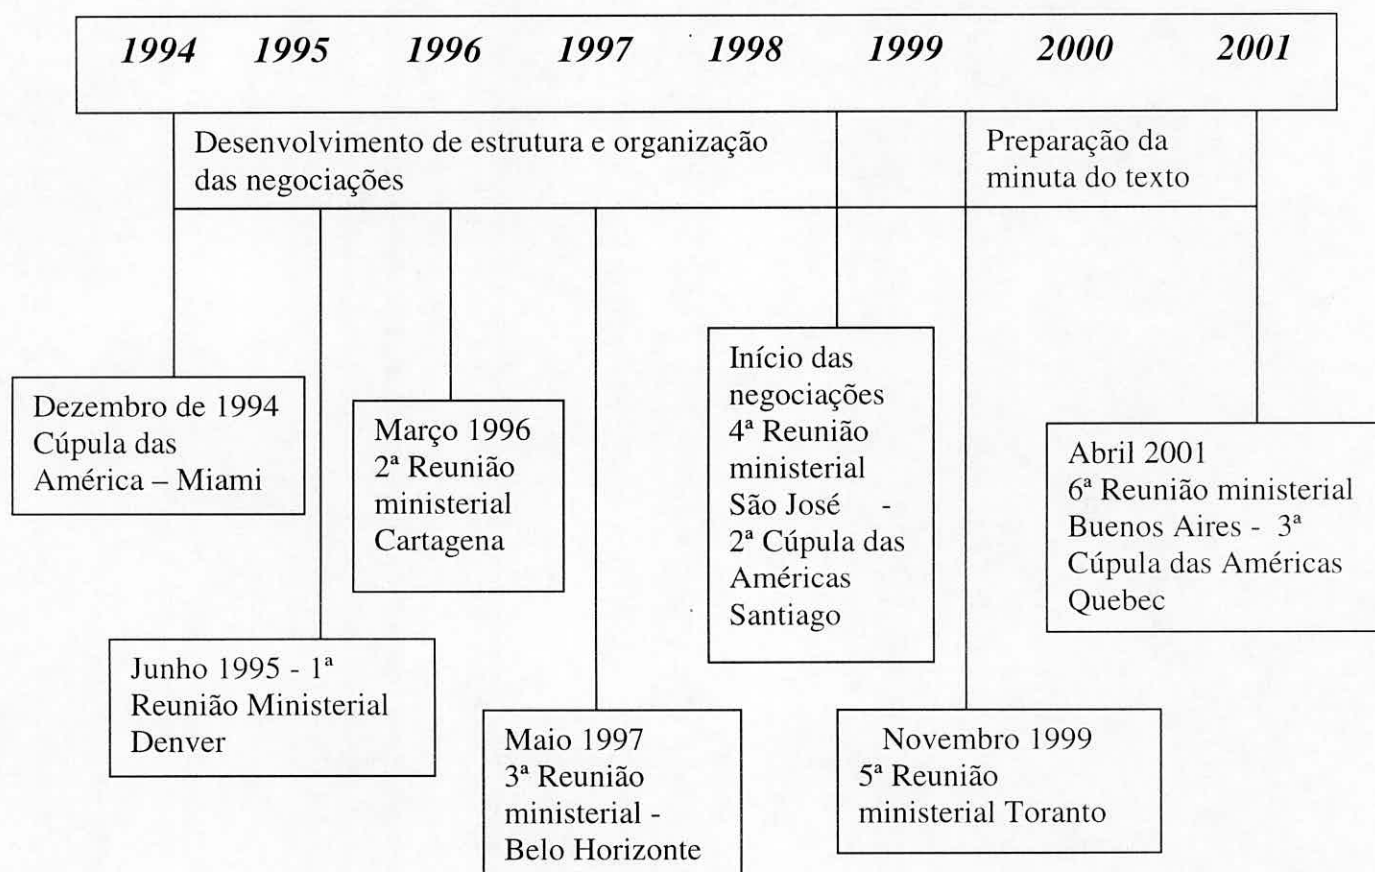 1994 1995 1996 1997 1998 1999 2000 2001
Desenvolvimento de estrutura e organização
das negociações
Preparação da
minuta do texto
Dezembro de 1994
Cúpula das
América – Miami
Junho 1995 - 1ª
Reunião Ministerial
Denver
Março 1996
2ª Reunião
ministerial
Cartagena
Maio 1997
3ª Reunião
ministerial -
Belo Horizonte
Início das
negociações
4ª Reunião
ministerial
São José -
2ª Cúpula das
Américas
Santiago
Novembro 1999
5ª Reunião
ministerial Toranto
Abril 2001
6ª Reunião ministerial
Buenos Aires - 3ª
Cúpula das Américas
Quebec